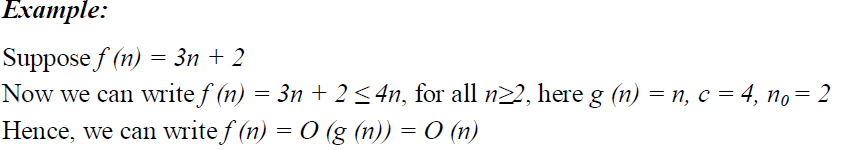 Example:
Suppose f (n) = 3n + 2
Now we can write f (n) = 3n + 2 ≤ 4n, for all n≥2, here g (n) = n, c = 4, n₀ = 2
Hence, we can write f (n) = O (g (n)) = O (n)